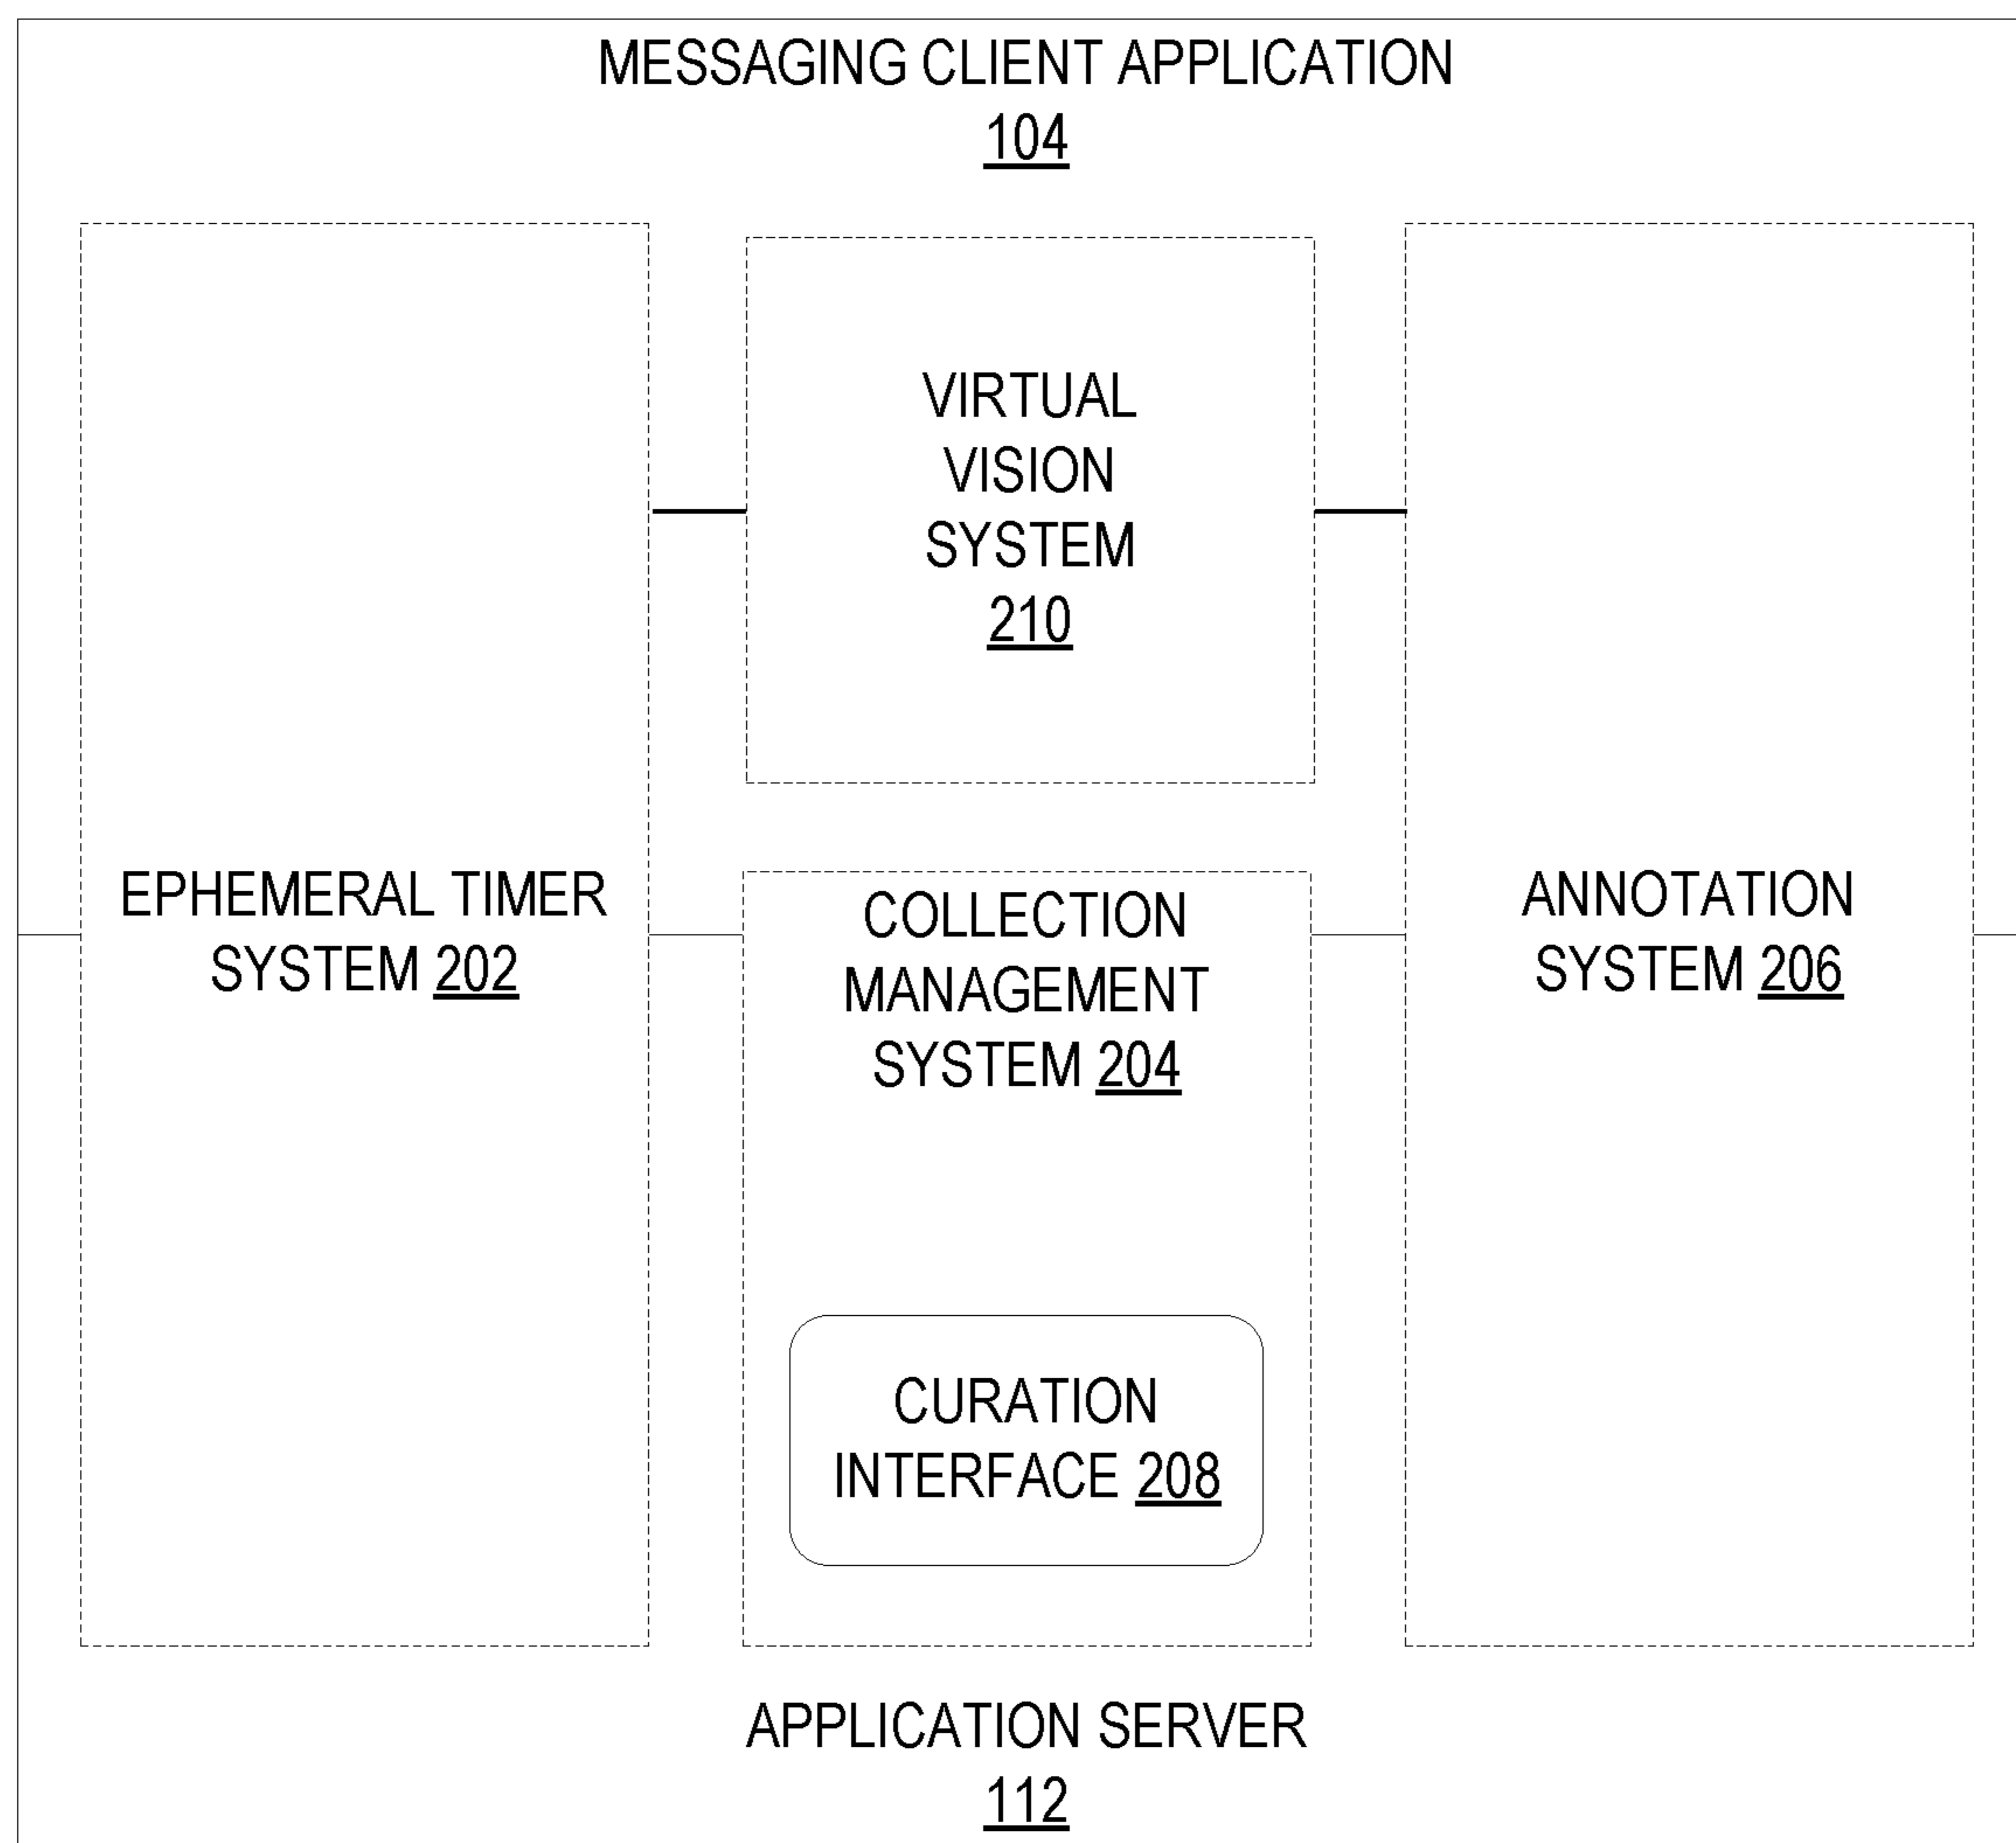 MESSAGING CLIENT APPLICATION
104
VIRTUAL
VISION
SYSTEM
210
EPHEMERAL TIMER
SYSTEM 202
COLLECTION
MANAGEMENT
SYSTEM 204
ANNOTATION
SYSTEM 206
CURATION
INTERFACE 208
APPLICATION SERVER
112